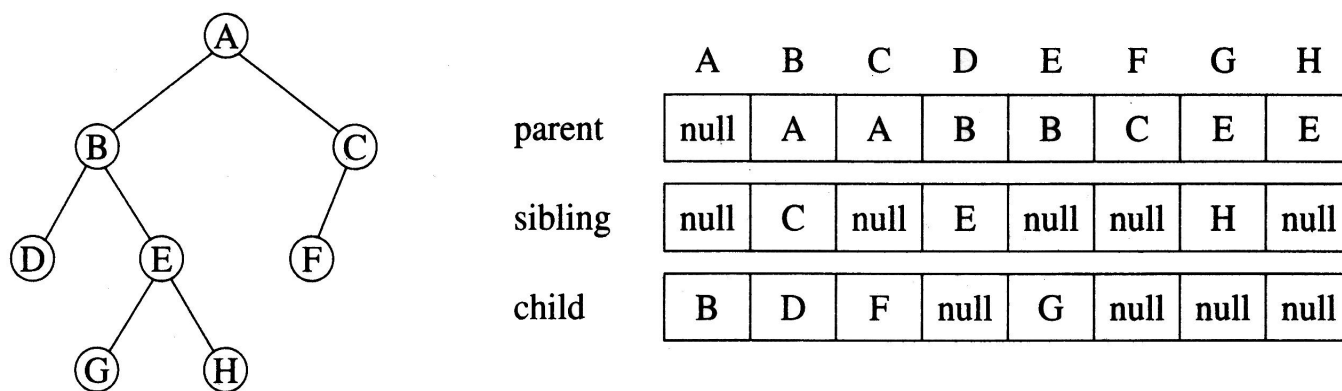 A
B
C
D
E
F
G
H
A B C D E F G H
parent null A A B B C E E
sibling null C null E null null H null
child B D F null G null null null